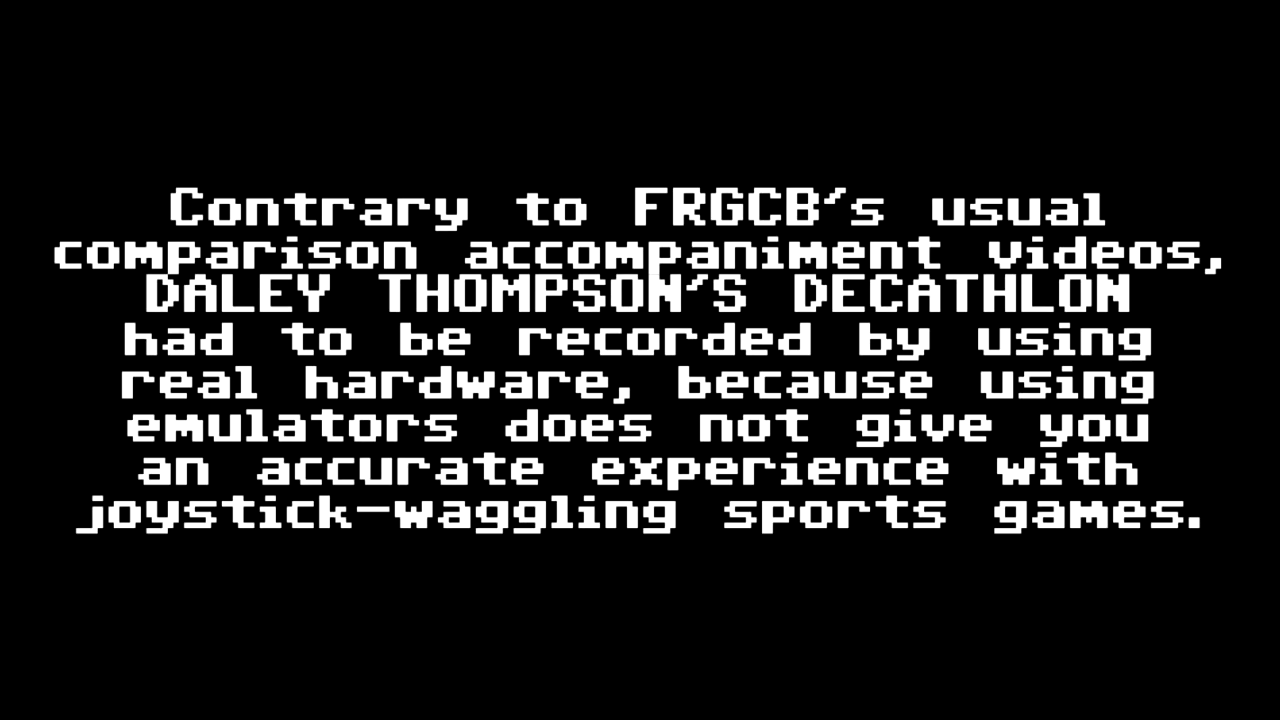 Contrary to FRGCB's usual
comparison accompaniment videos,
DALEY THOMPSON'S DECATHLON
had to be recorded by using
real hardware, because using
emulators does not give you
an accurate experience with
joystick-waggling sports games.